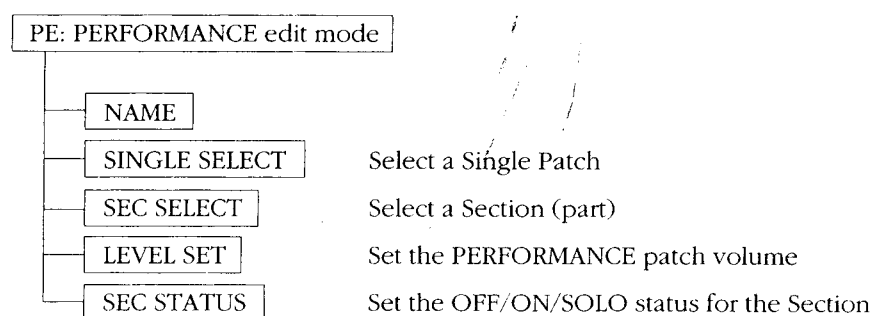 PE: PERFORMANCE edit mode
NAME
SINGLE SELECT Select a Single Patch
SEC SELECT Select a Section (part)
LEVEL SET Set the PERFORMANCE patch volume
SEC STATUS Set the OFF/ON/SOLO status for the Section